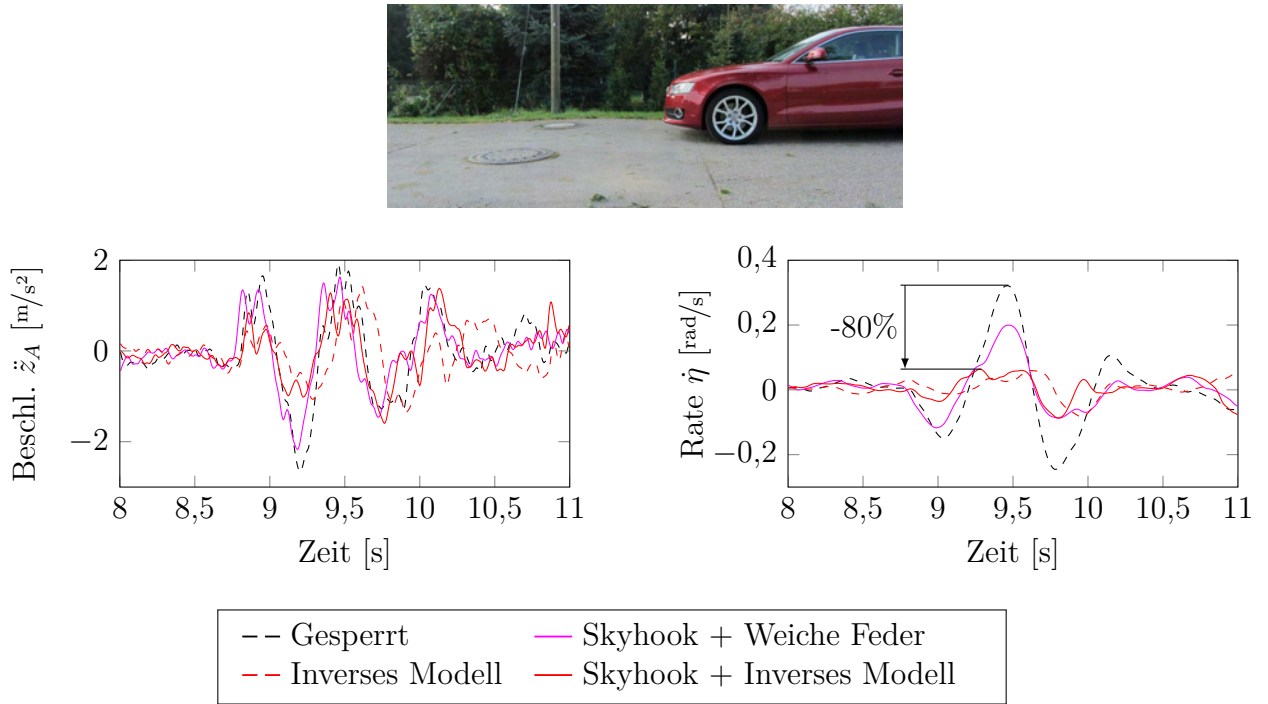 Beschl. z̈_A [m/s²]
2
0
−2
8 8,5 9 9,5 10 10,5 11
Zeit [s]
Rate η̇ [rad/s]
0,4
0,2
0
−0,2
-80%
8 8,5 9 9,5 10 10,5 11
Zeit [s]
Gesperrt
Skyhook + Weiche Feder
Inverses Modell
Skyhook + Inverses Modell